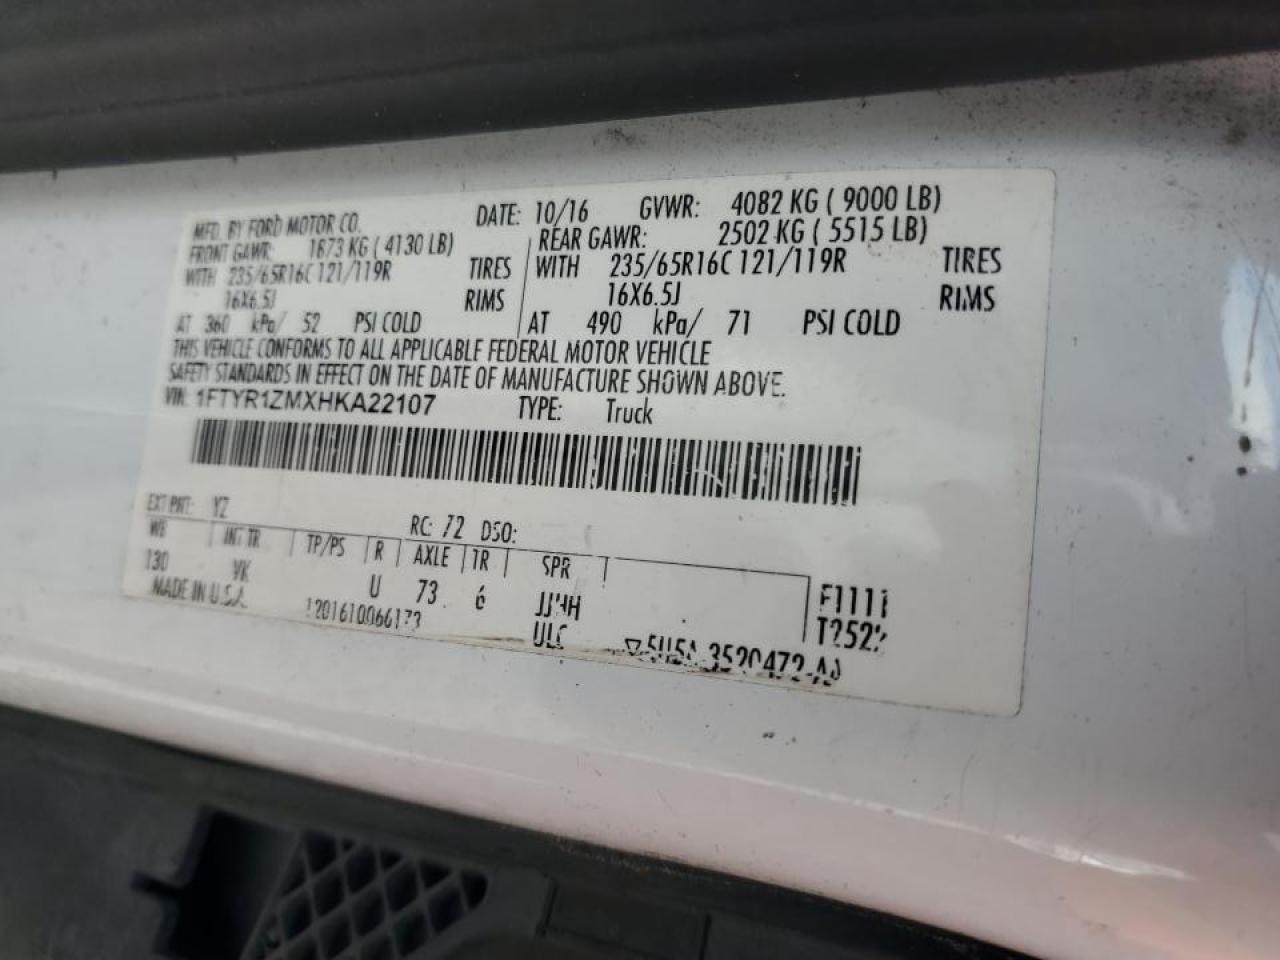 MFD. BY FORD MOTOR CO. DATE: 10/16 GVWR: 4082 KG ( 9000 LB)
FRONT GAWR: 1873 KG ( 4130 LB) REAR GAWR: 2502 KG ( 5515 LB)
WITH 235/65R16C 121/119R TIRES WITH 235/65R16C 121/119R TIRES
16X6.5J RIMS 16X6.5J RIMS
AT 360 kPa/ 52 PSI COLD AT 490 kPa/ 71 PSI COLD
THIS VEHICLE CONFORMS TO ALL APPLICABLE FEDERAL MOTOR VEHICLE
SAFETY STANDARDS IN EFFECT ON THE DATE OF MANUFACTURE SHOWN ABOVE.
VIN: 1FTYR1ZMXHKA22107 TYPE: Truck
EXT PNT: YZ RC: 72 DSO:
WB INT TR TP/PS R AXLE TR SPR
130 VK U 73 6 JJHH F1111
MADE IN U.S.A. ULC